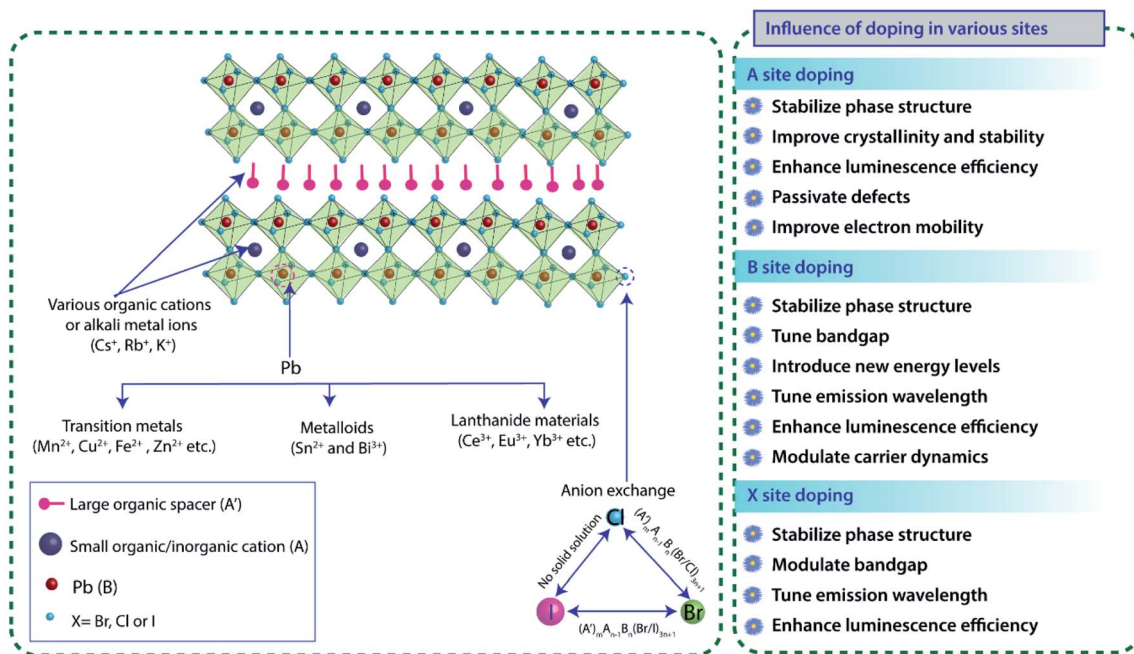 Influence of doping in various sites
A site doping
Stabilize phase structure
Improve crystallinity and stability
Enhance luminescence efficiency
Passivate defects
Improve electron mobility
B site doping
Stabilize phase structure
Tune bandgap
Introduce new energy levels
Tune emission wavelength
Enhance luminescence efficiency
Modulate carrier dynamics
X site doping
Stabilize phase structure
Modulate bandgap
Tune emission wavelength
Enhance luminescence efficiency
Various organic cations
or alkali metal ions
(Cs⁺, Rb⁺, K⁺)
Pb
Transition metals
(Mn²⁺, Cu²⁺, Fe²⁺ , Zn²⁺ etc.)
Metalloids
(Sn²⁺ and Bi³⁺)
Lanthanide materials
(Ce³⁺, Eu³⁺, Yb³⁺ etc.)
Large organic spacer (A’)
Small organic/inorganic cation (A)
Pb (B)
X= Br, Cl or I
Anion exchange
Cl
No solid solution
(A’)ₘAₙ₋₁Bₙ(Br/Cl)₃ₙ₊₁
I
Br
(A’)ₘAₙ₋₁Bₙ(Br/I)₃ₙ₊₁